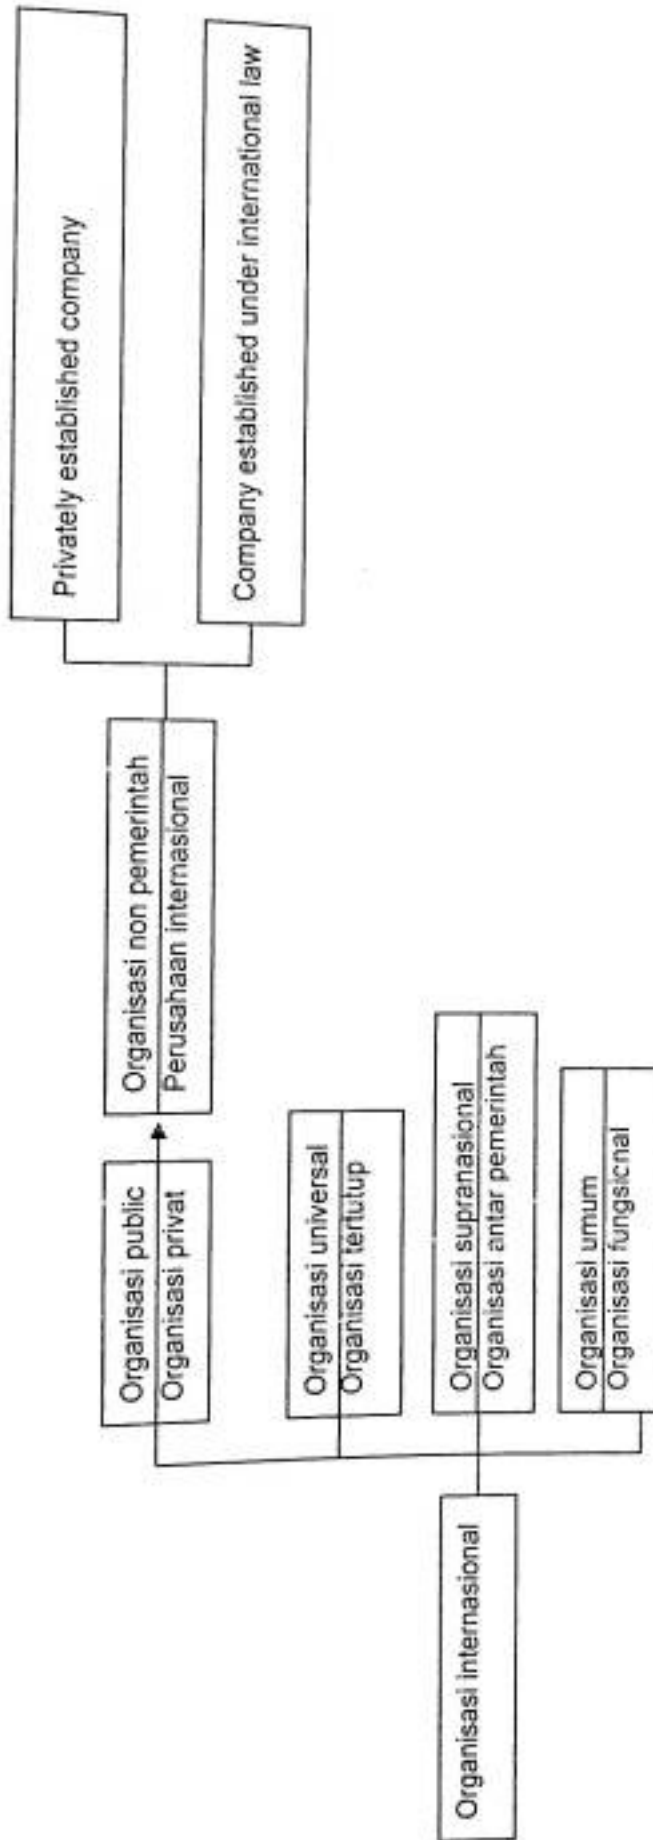 Organisasi internasional
Organisasi public
Organisasi privat
Organisasi universal
Organisasi tertutup
Organisasi supranasional
Organisasi antar pemerintah
Organisasi umum
Organisasi fungsional
Organisasi non pemerintah
Perusahaan internasional
Privately established company
Company established under international law